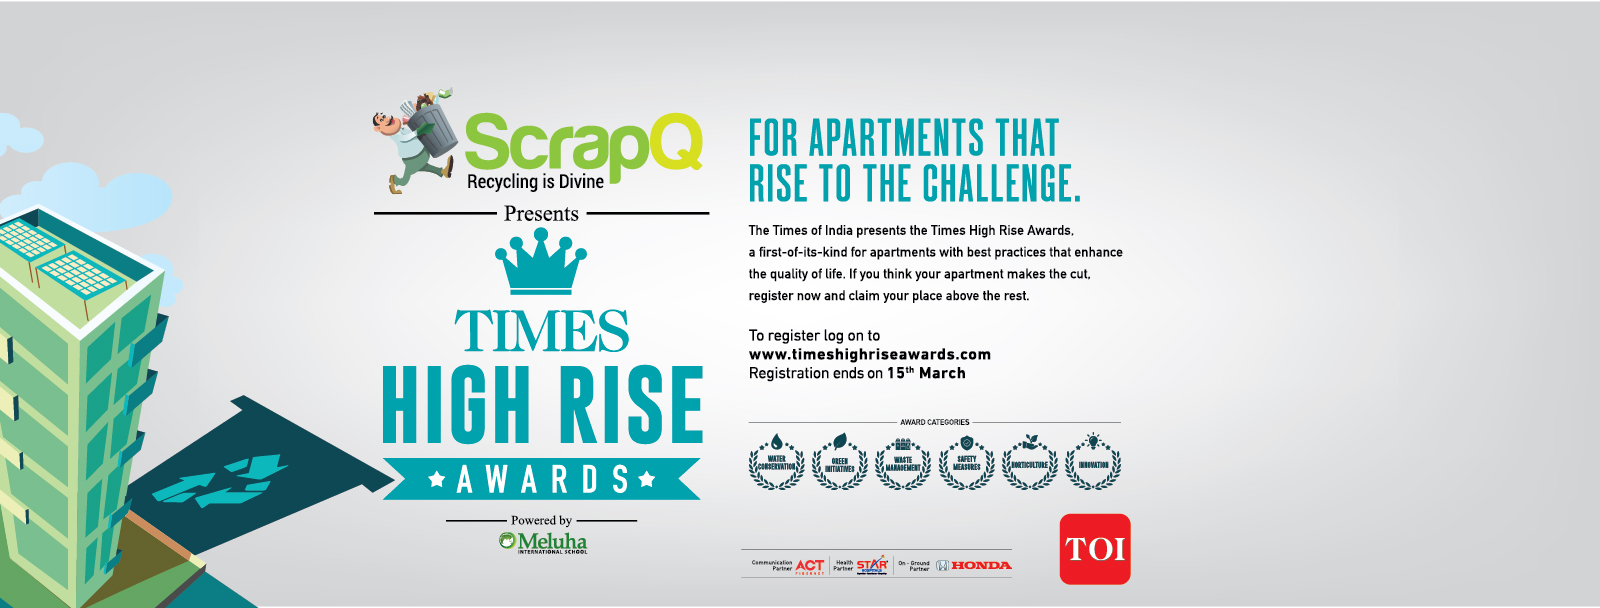 ScrapQ
Recycling is Divine
Presents
TIMES
HIGH RISE
AWARDS
Powered by
Meluha
INTERNATIONAL SCHOOL
FOR APARTMENTS THAT
RISE TO THE CHALLENGE.
The Times of India presents the Times High Rise Awards,
a first-of-its-kind for apartments with best practices that enhance
the quality of life. If you think your apartment makes the cut,
register now and claim your place above the rest.
To register log on to
www.timeshighriseawards.com
Registration ends on 15th March
AWARD CATEGORIES
WATER
CONSERVATION
GREEN
INITIATIVES
WASTE
MANAGEMENT
SAFETY
MEASURES
HORTICULTURE
INNOVATION
Communication
Partner
ACT
FIBERNET
Health
Partner
STAR
HOSPITALS
On - Ground
Partner
HONDA
TOI